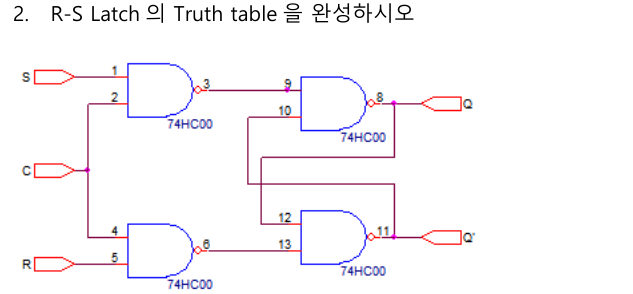 2. R-S Latch 의 Truth table 을 완성하시오
S 1 3 9 8 Q
2 10
74HC00 74HC00
C
4 6 12 11 Q'
R 5 13
74HC00 74HC00